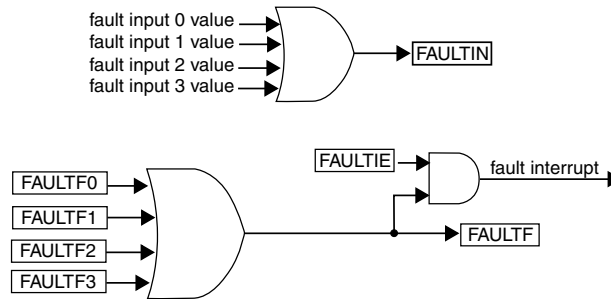 fault input 0 value
fault input 1 value
fault input 2 value
fault input 3 value
FAULTIN
FAULTIE
fault interrupt
FAULTF0
FAULTF1
FAULTF2
FAULTF3
FAULTF